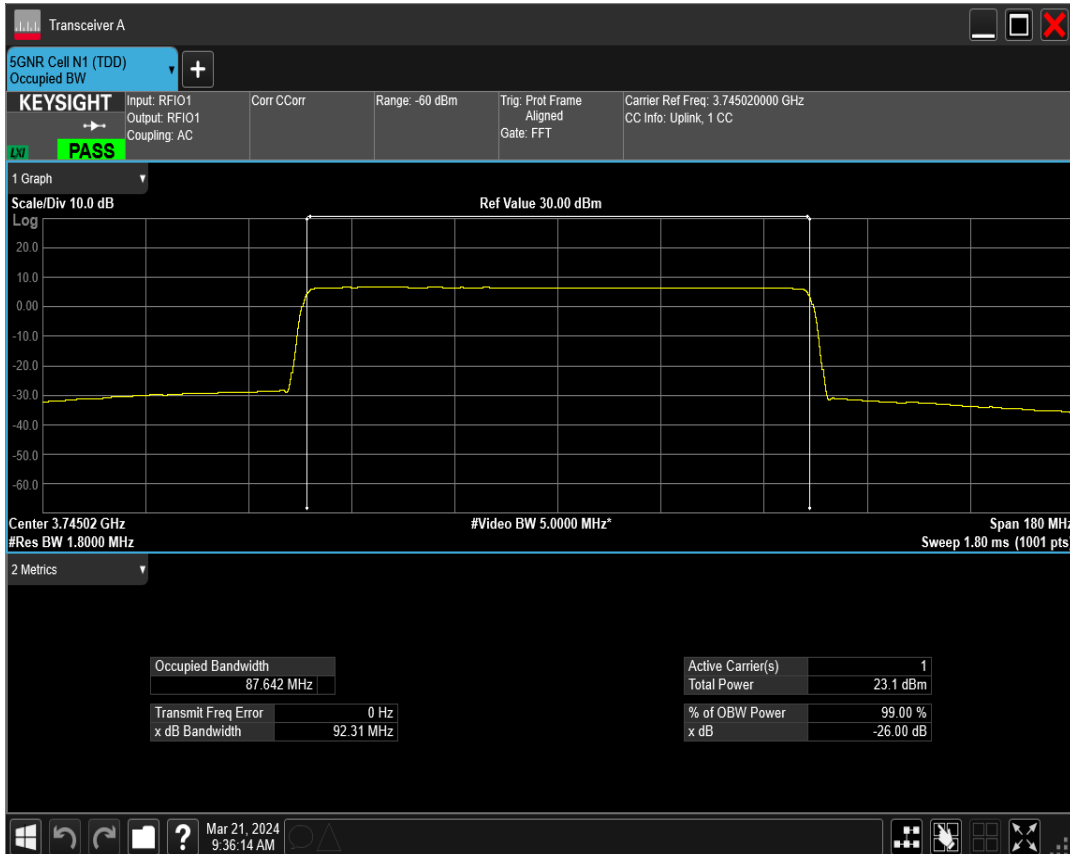 Transceiver A
5GNR Cell N1 (TDD)
Occupied BW
+
KEYSIGHT
LXI
PASS
Input: RFIO1
Output: RFIO1
Coupling: AC
Corr CCorr
Range: -60 dBm
Trig: Prot Frame
Aligned
Gate: FFT
Carrier Ref Freq: 3.745020000 GHz
CC Info: Uplink, 1 CC
1 Graph
Scale/Div 10.0 dB
Ref Value 30.00 dBm
Log
20.0
10.0
0.00
-10.0
-20.0
-30.0
-40.0
-50.0
-60.0
Center 3.74502 GHz
#Video BW 5.0000 MHz*
Span 180 MHz
#Res BW 1.8000 MHz
Sweep 1.80 ms (1001 pts)
2 Metrics
Occupied Bandwidth
87.642 MHz
Transmit Freq Error 0 Hz
x dB Bandwidth 92.31 MHz
Active Carrier(s) 1
Total Power 23.1 dBm
% of OBW Power 99.00 %
x dB -26.00 dB
?
Mar 21, 2024
9:36:14 AM